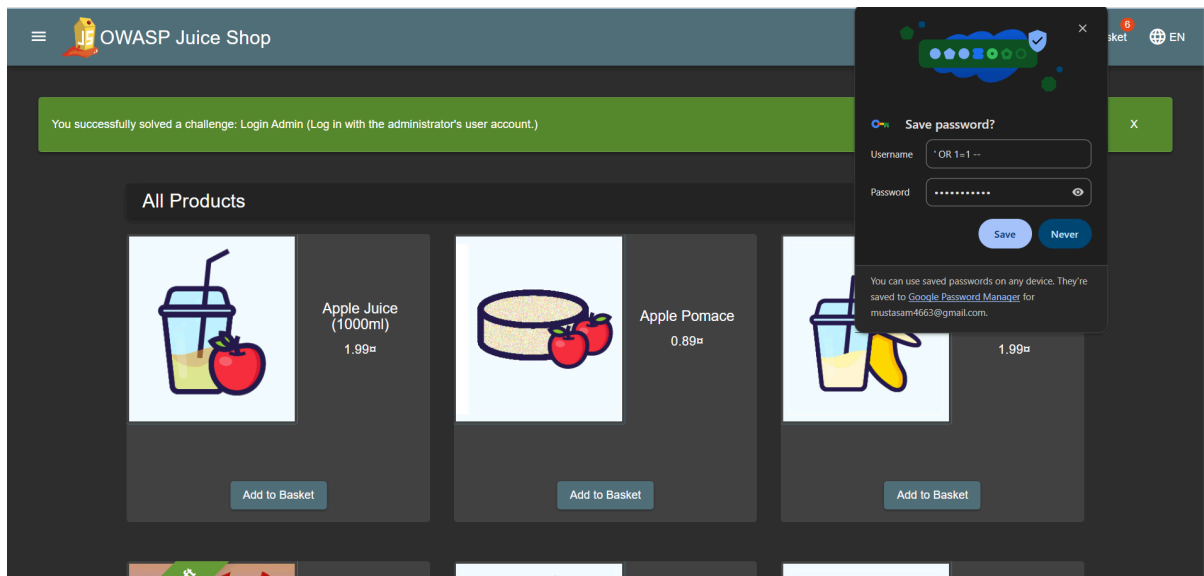 OWASP Juice Shop
6
sket
EN
You successfully solved a challenge: Login Admin (Log in with the administrator's user account.)
X
Save password?
Username
' OR 1=1 --
Password
•••••••••••
Save
Never
You can use saved passwords on any device. They're
saved to Google Password Manager for
mustasam4663@gmail.com.
All Products
Apple Juice
(1000ml)
1.99¤
Apple Pomace
0.89¤
1.99¤
Add to Basket
Add to Basket
Add to Basket